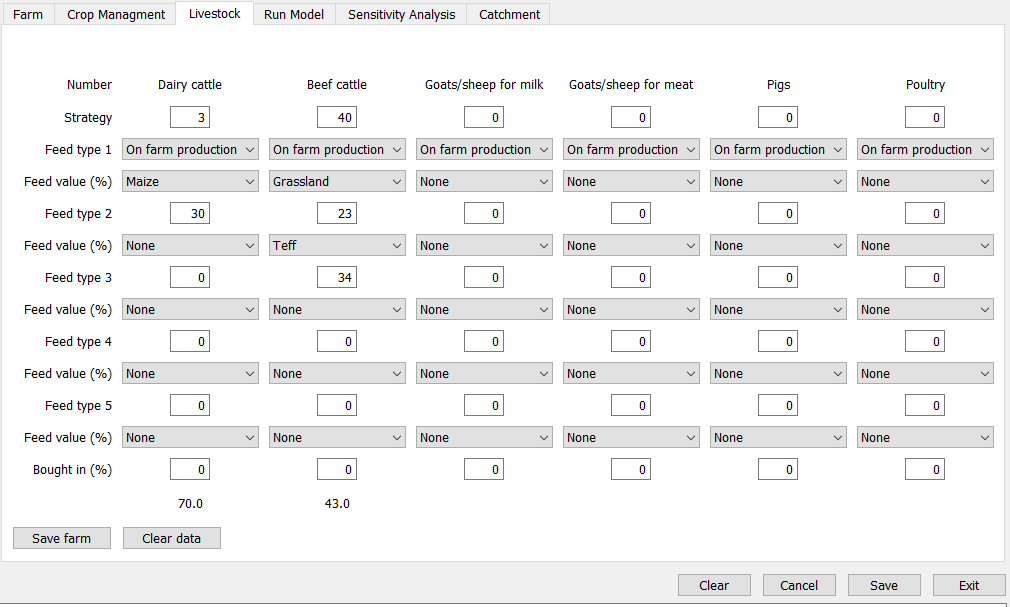 Farm Crop Managment Livestock Run Model Sensitivity Analysis Catchment
Number Dairy cattle Beef cattle Goats/sheep for milk Goats/sheep for meat Pigs Poultry
Strategy 3 40 0 0 0 0
Feed type 1 On farm production On farm production On farm production On farm production On farm production On farm production
Feed value (%) Maize Grassland None None None None
Feed type 2 30 23 0 0 0 0
Feed value (%) None Teff None None None None
Feed type 3 0 34 0 0 0 0
Feed value (%) None None None None None None
Feed type 4 0 0 0 0 0 0
Feed value (%) None None None None None None
Feed type 5 0 0 0 0 0 0
Feed value (%) None None None None None None
Bought in (%) 0 0 0 0 0 0
70.0 43.0
Save farm Clear data
Clear Cancel Save Exit